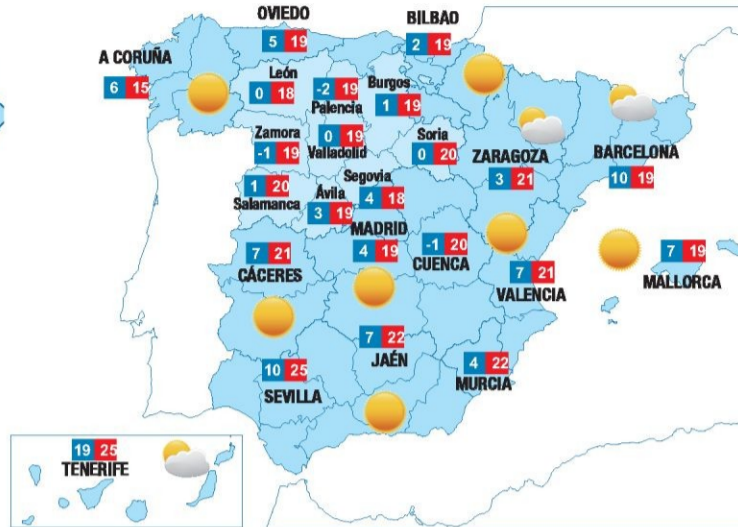 OVIEDO
5 19
BILBAO
2 19
A CORUÑA
6 15
León
0 18
-2 19
Palencia
Burgos
1 19
Zamora
-1 19
0 19
Valladolid
Soria
0 20
ZARAGOZA
3 21
BARCELONA
10 19
1 20
Salamanca
Ávila
3 19
Segovia
4 18
MADRID
4 19
-1 20
CUENCA
7 21
CÁCERES
7 21
VALENCIA
7 19
MALLORCA
7 22
JAÉN
4 22
MURCIA
10 25
SEVILLA
19 25
TENERIFE